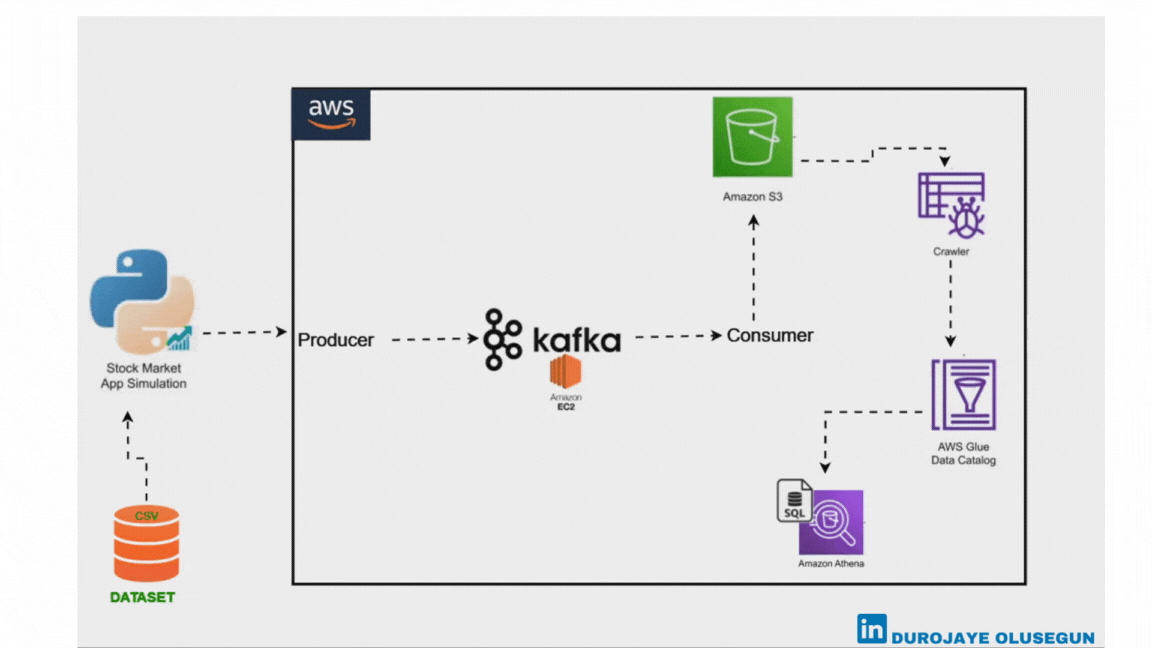 aws
Amazon S3
Crawler
Producer
kafka
Consumer
Stock Market
App Simulation
Amazon
EC2
AWS Glue
Data Catalog
SQL
Amazon Athena
CSV
DATASET
in DUROJAYE OLUSEGUN